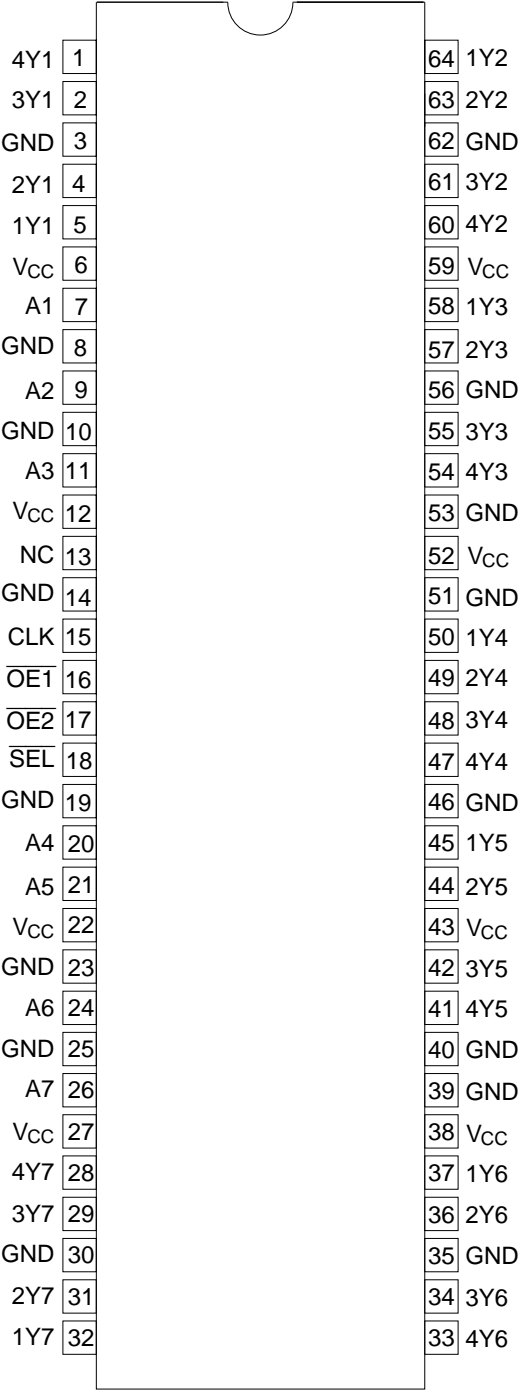 4Y1 1 64 1Y2
3Y1 2 63 2Y2
GND 3 62 GND
2Y1 4 61 3Y2
1Y1 5 60 4Y2
VCC 6 59 VCC
A1 7 58 1Y3
GND 8 57 2Y3
A2 9 56 GND
GND 10 55 3Y3
A3 11 54 4Y3
VCC 12 53 GND
NC 13 52 VCC
GND 14 51 GND
CLK 15 50 1Y4
O̅E̅1̅ 16 49 2Y4
O̅E̅2̅ 17 48 3Y4
S̅E̅L̅ 18 47 4Y4
GND 19 46 GND
A4 20 45 1Y5
A5 21 44 2Y5
VCC 22 43 VCC
GND 23 42 3Y5
A6 24 41 4Y5
GND 25 40 GND
A7 26 39 GND
VCC 27 38 VCC
4Y7 28 37 1Y6
3Y7 29 36 2Y6
GND 30 35 GND
2Y7 31 34 3Y6
1Y7 32 33 4Y6